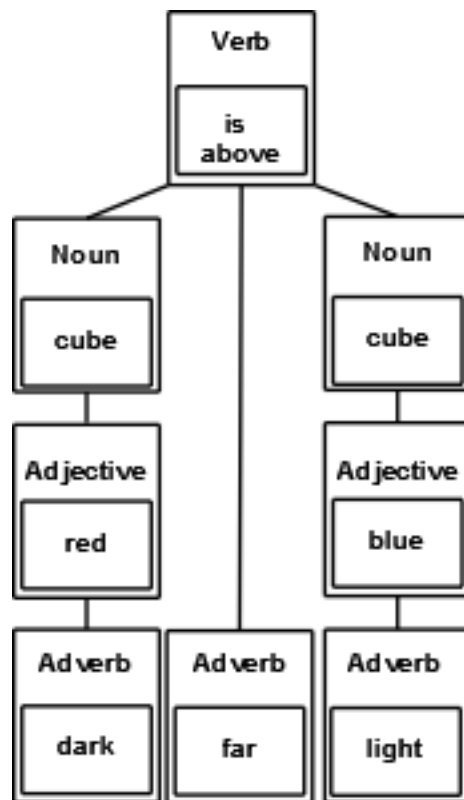 Verb
is
above
Noun
Noun
cube
cube
Adjective
Adjective
red
blue
Adverb
Adverb
Adverb
dark
far
light